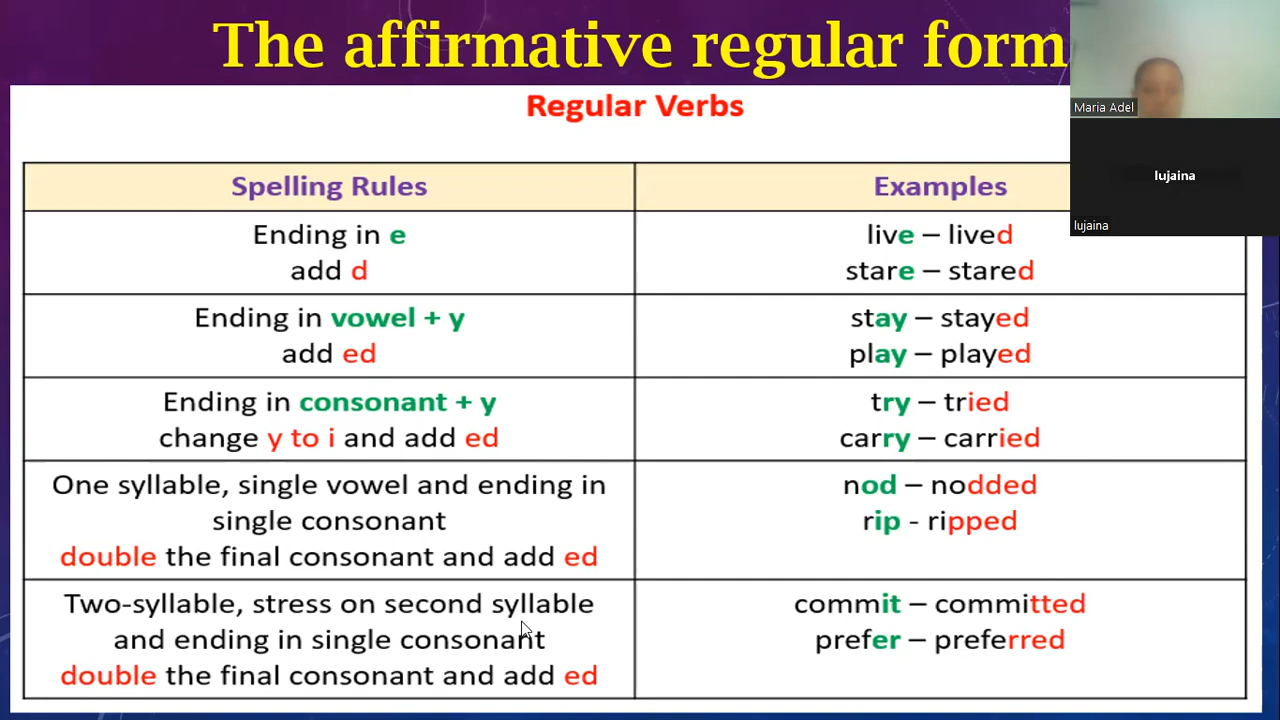 The affirmative regular form
Maria Adel
Regular Verbs
lujaina
lujaina
Spelling Rules
Examples
Ending in e
add d
live – lived
stare – stared
Ending in vowel + y
add ed
stay – stayed
play – played
Ending in consonant + y
change y to i and add ed
try – tried
carry – carried
One syllable, single vowel and ending in
single consonant
double the final consonant and add ed
nod – nodded
rip - ripped
Two-syllable, stress on second syllable
and ending in single consonant
double the final consonant and add ed
commit – committed
prefer – preferred